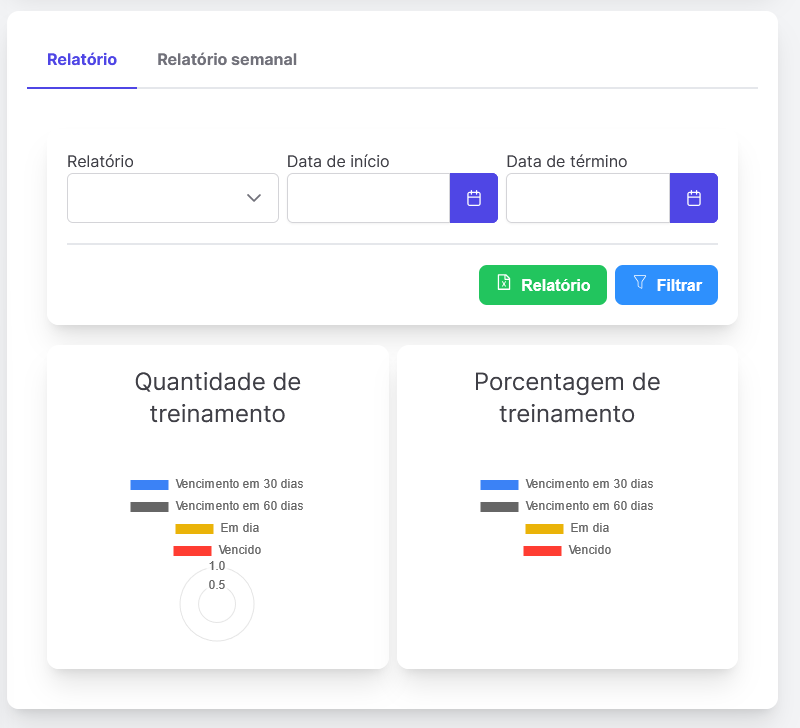 Relatório
Relatório semanal
Relatório
Data de início
Data de término
Relatório
Filtrar
Quantidade de
treinamento
Vencimento em 30 dias
Vencimento em 60 dias
Em dia
Vencido
1.0
0.5
Porcentagem de
treinamento
Vencimento em 30 dias
Vencimento em 60 dias
Em dia
Vencido